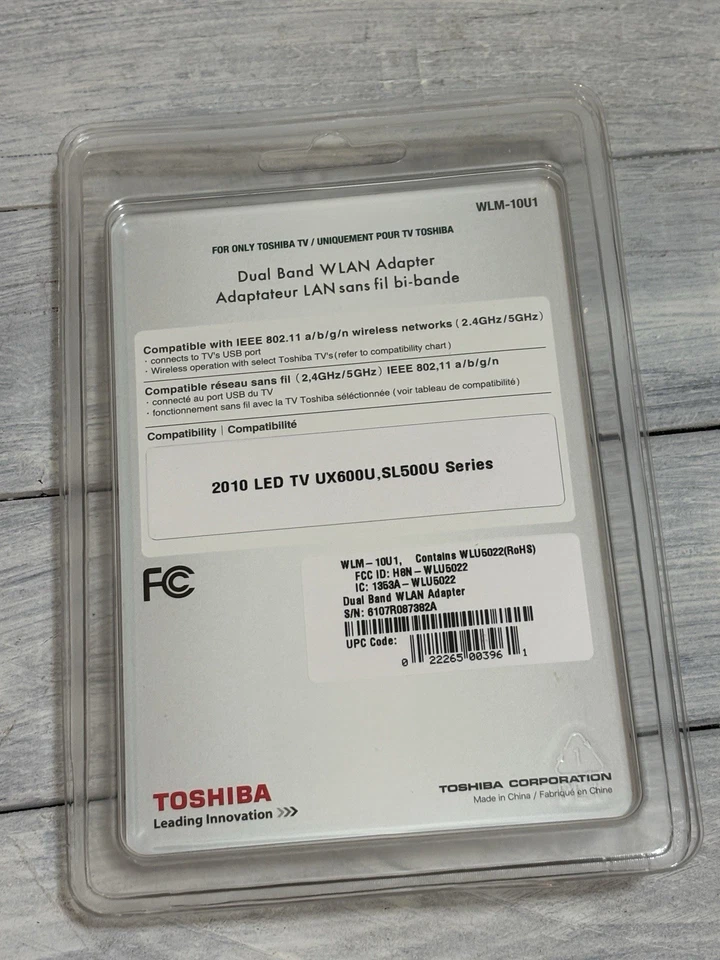 WLM-10U1
FOR ONLY TOSHIBA TV / UNIQUEMENT POUR TV TOSHIBA
Dual Band WLAN Adapter
Adaptateur LAN sans fil bi-bande
Compatible with IEEE 802.11 a/b/g/n wireless networks (2.4GHz/5GHz)
· connects to TV's USB port
· Wireless operation with select Toshiba TV's (refer to compatibility chart)
Compatible réseau sans fil (2,4GHz/5GHz) IEEE 802,11 a/b/g/n
· connecté au port USB du TV
· fonctionnement sans fil avec la TV Toshiba séléctionnée (voir tableau de compatibilité)
Compatibility | Compatibilité
2010 LED TV UX600U,SL500U Series
FC
WLM-10U1, Contains WLU5022(RoHS)
FCC ID: H8N-WLU5022
IC: 1353A-WLU5022
Dual Band WLAN Adapter
S/N: 6107R087382A
UPC Code:
0 22265 00396 1
TOSHIBA
Leading Innovation >>>
TOSHIBA CORPORATION
Made in China / Fabriqué en Chine
1